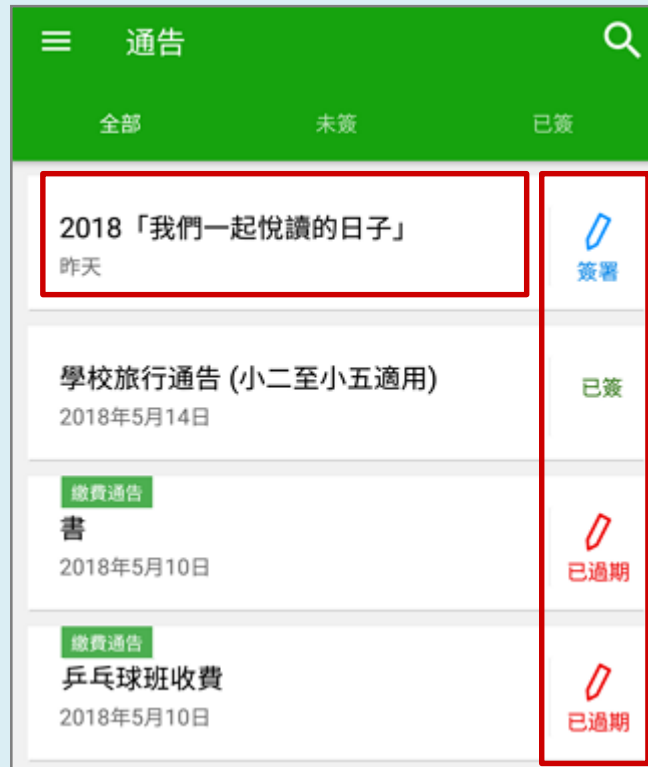 通告
全部 未簽 已簽
2018「我們一起悅讀的日子」
昨天
簽署
學校旅行通告 (小二至小五適用)
2018年5月14日
已簽
繳費通告
書
2018年5月10日
已過期
繳費通告
乒乓球班收費
2018年5月10日
已過期